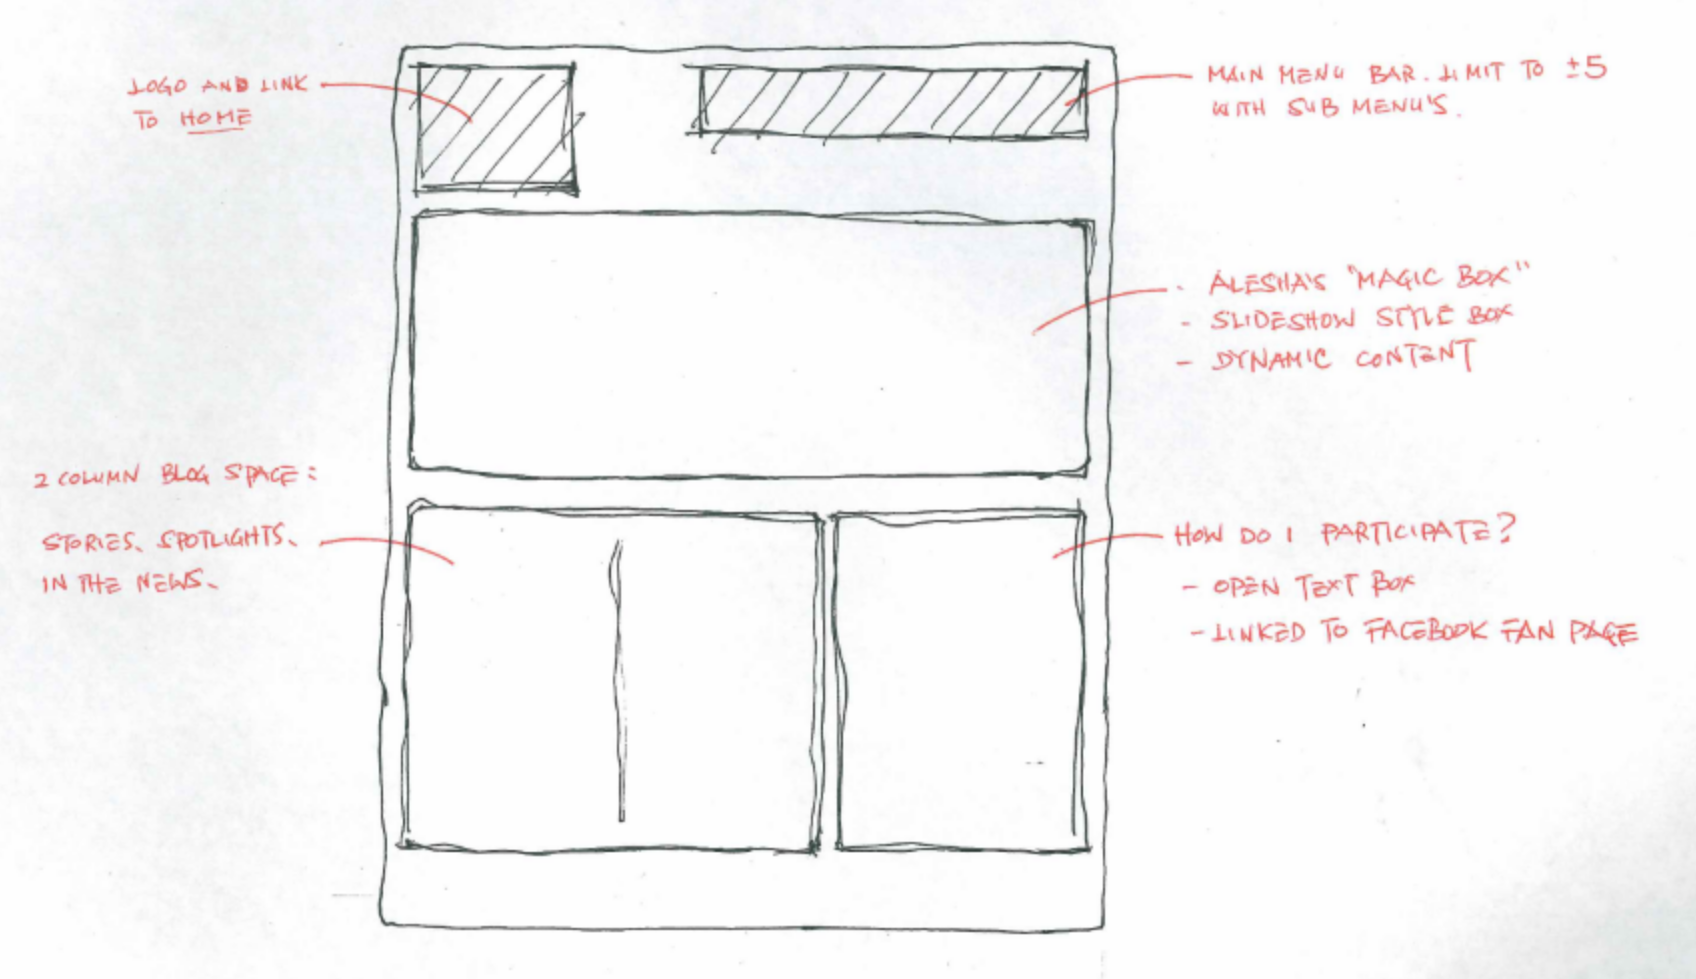 LOGO AND LINK
TO HOME
MAIN MENU BAR. LIMIT TO ±5
WITH SUB MENU'S.
- ALESHA'S "MAGIC BOX"
- SLIDESHOW STYLE BOX
- DYNAMIC CONTENT
2 COLUMN BLOG SPACE:
STORIES, SPOTLIGHTS,
IN THE NEWS.
HOW DO I PARTICIPATE?
- OPEN TEXT BOX
- LINKED TO FACEBOOK FAN PAGE